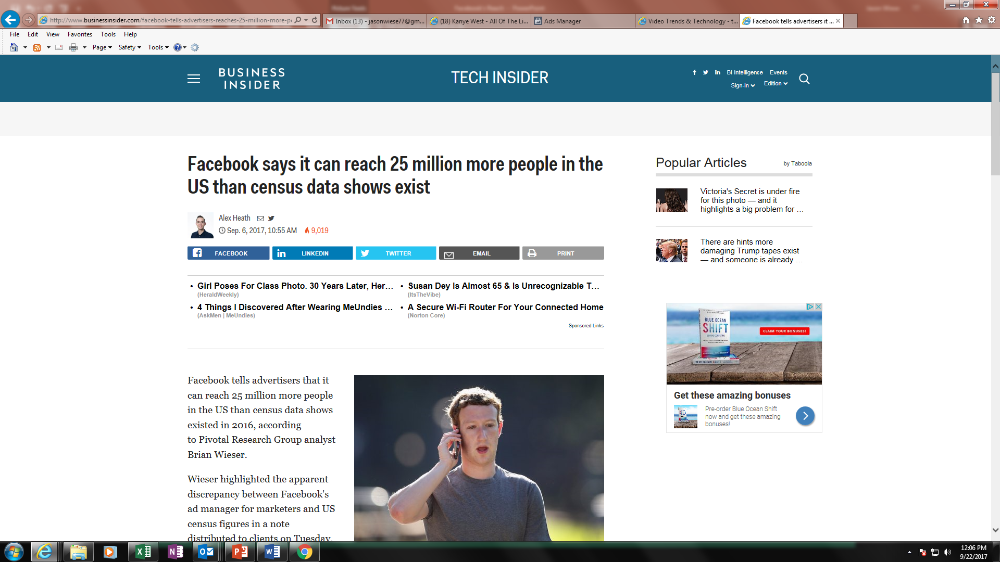 http://www.businessinsider.com/facebook-tells-advertisers-reaches-25-million-more-p
Inbox (13) - jasonwiese77@gm...
(18) Kanye West - All Of The Li...
Ads Manager
Video Trends & Technology - t...
Facebook tells advertisers it ...
File Edit View Favorites Tools Help
Page Safety Tools
BUSINESS
INSIDER
TECH INSIDER
BI Intelligence Events
Sign-in Edition
Facebook says it can reach 25 million more people in the
US than census data shows exist
Alex Heath
Sep. 6, 2017, 10:55 AM 9,019
FACEBOOK LINKEDIN TWITTER EMAIL PRINT
• Girl Poses For Class Photo. 30 Years Later, Her...
(HeraldWeekly)
• Susan Dey Is Almost 65 & Is Unrecognizable T...
(ItsTheVibe)
• 4 Things I Discovered After Wearing MeUndies ...
(AskMen | MeUndies)
• A Secure Wi-Fi Router For Your Connected Home
(Norton Core)
Sponsored Links
Facebook tells advertisers that it
can reach 25 million more people
in the US than census data shows
existed in 2016, according
to Pivotal Research Group analyst
Brian Wieser.
Wieser highlighted the apparent
discrepancy between Facebook's
ad manager for marketers and US
census figures in a note
distributed to clients on Tuesday.
Popular Articles
by Taboola
Victoria's Secret is under fire
for this photo — and it
highlights a big problem for ...
There are hints more
damaging Trump tapes exist
— and someone is already ...
BLUE OCEAN
SHIFT
BEYOND COMPETING
CLAIM YOUR BONUSES!
BLUE OCEAN SHIFT
Get these amazing bonuses
Pre-order Blue Ocean Shift
now and get these amazing
bonuses!
12:06 PM
9/22/2017